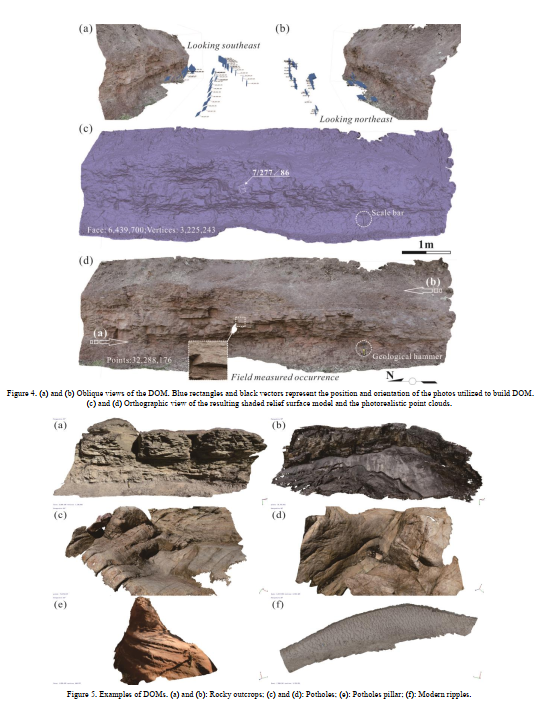 (a)
(b)
Looking southeast
Looking northeast
(c)
7/277∠86
Scale bar
Face: 6,439,700; Vertices: 3,225,243
1m
(d)
(b)
(a)
Points:32,288,176
Geological hammer
Field measured occurrence
N
Figure 4. (a) and (b) Oblique views of the DOM. Blue rectangles and black vectors represent the position and orientation of the photos utilized to build DOM.
(c) and (d) Orthographic view of the resulting shaded relief surface model and the photorealistic point clouds.
(a)
(b)
(c)
(d)
(e)
(f)
Figure 5. Examples of DOMs. (a) and (b): Rocky outcrops; (c) and (d): Potholes; (e): Potholes pillar; (f): Modern ripples.